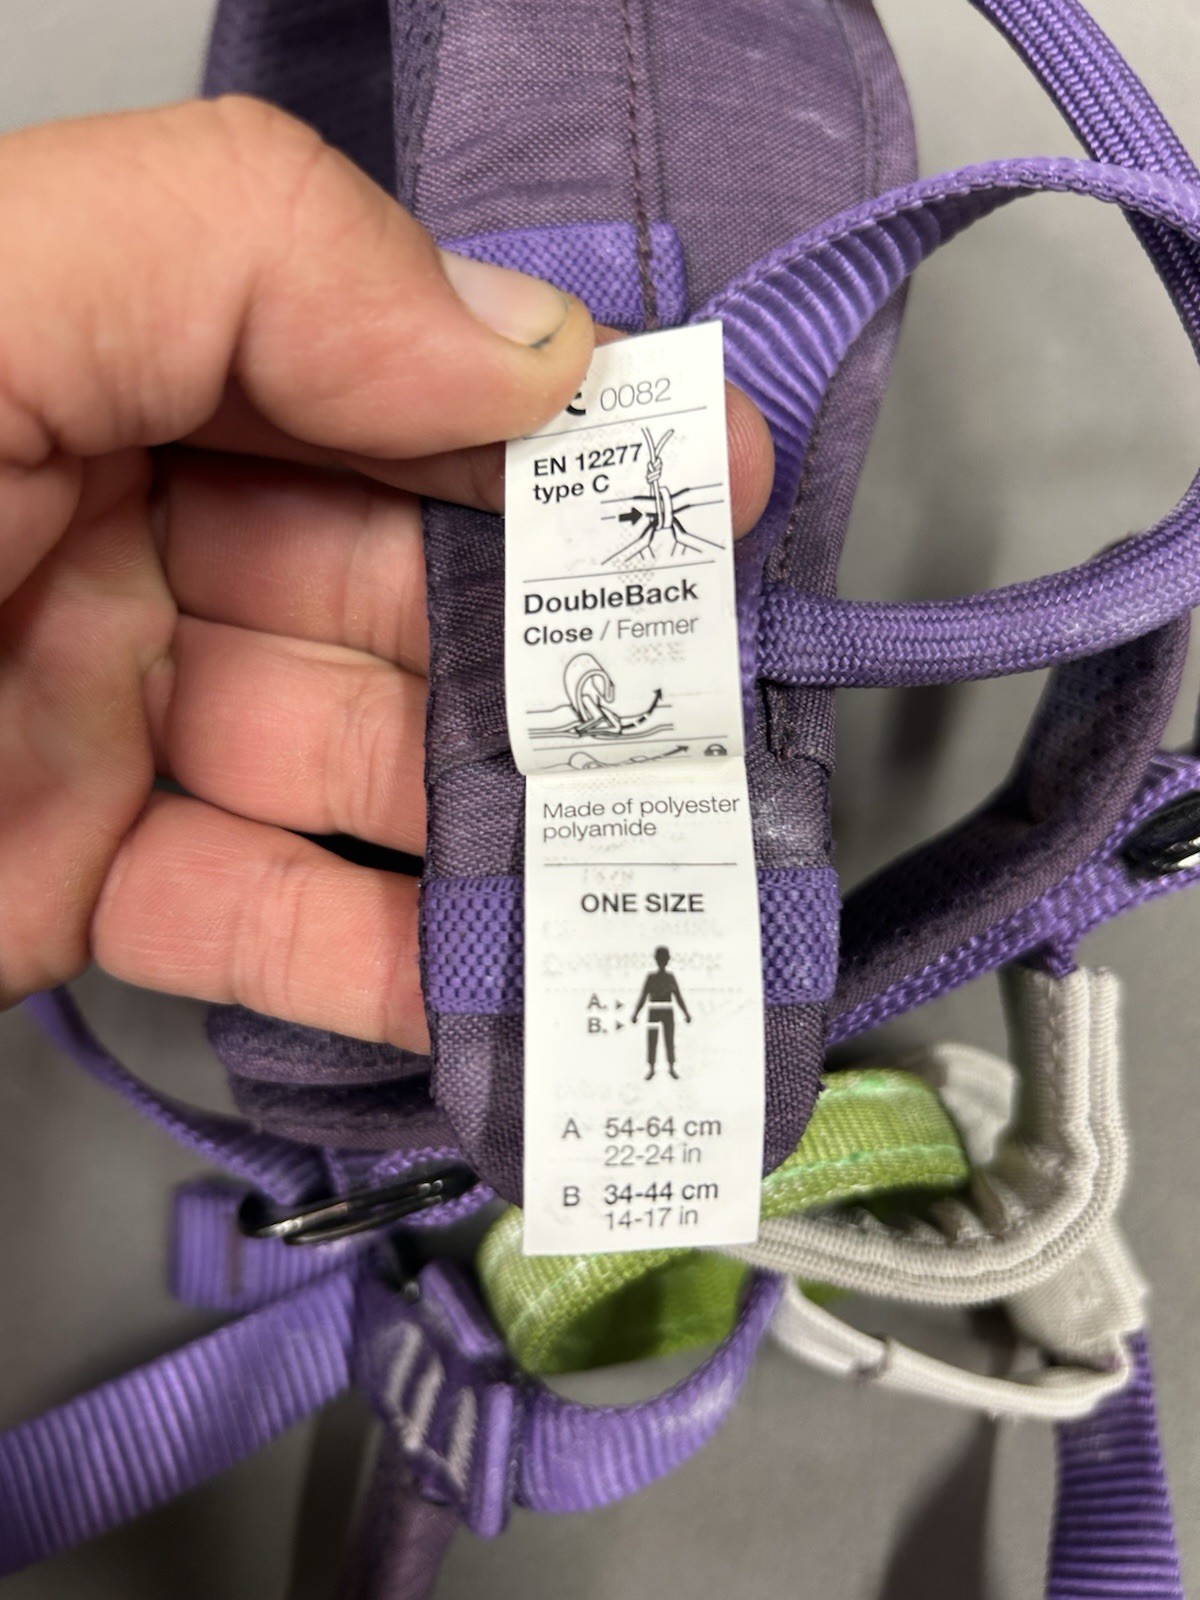 0082
EN 12277
type C
DoubleBack
Close / Fermer
Made of polyester
polyamide
ONE SIZE
A.
B.
A 54-64 cm
22-24 in
B 34-44 cm
14-17 in